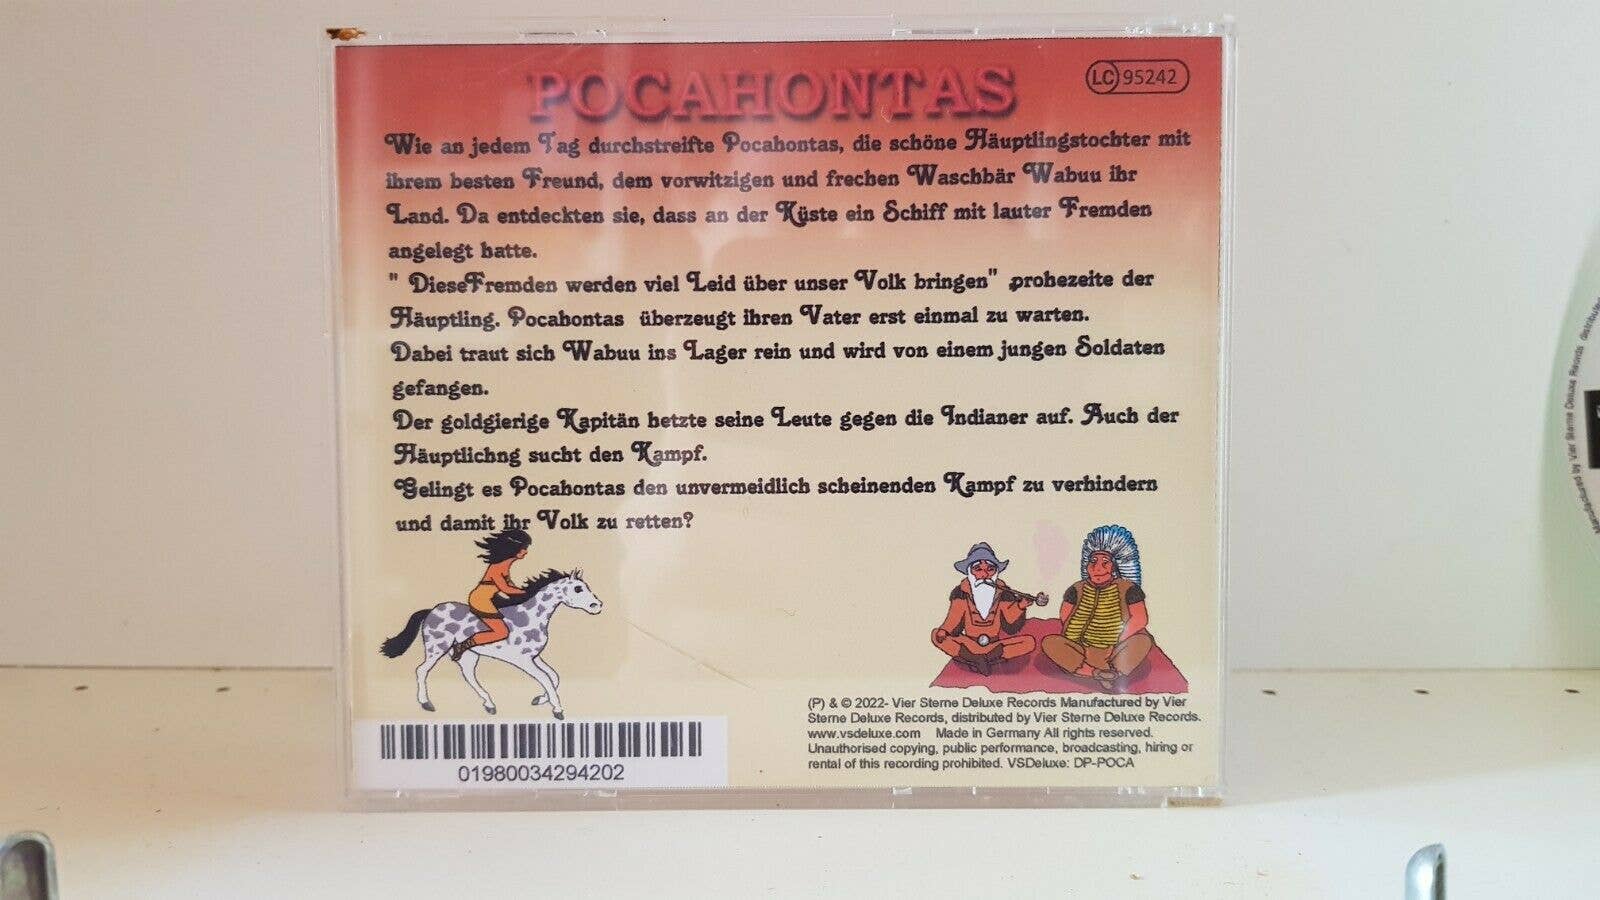 POCAHONTAS
LC 95242
Wie an jedem Tag durchstreifte Pocahontas, die schöne Häuptlingstochter mit
ihrem besten Freund, dem vorwitzigen und frechen Waschbär Wabuu ihr
Land. Da entdeckten sie, dass an der Küste ein Schiff mit lauter Fremden
angelegt hatte.
" DieseFremden werden viel Leid über unser Volk bringen" prohezeite der
Häuptling. Pocahontas überzeugt ihren Vater erst einmal zu warten.
Dabei traut sich Wabuu ins Lager rein und wird von einem jungen Soldaten
gefangen.
Der goldgierige Kapitän hetzte seine Leute gegen die Indianer auf. Auch der
Häuptlichng sucht den Kampf.
Gelingt es Pocahontas den unvermeidlich scheinenden Kampf zu verhindern
und damit ihr Volk zu retten?
(P) & © 2022- Vier Sterne Deluxe Records Manufactured by Vier
Sterne Deluxe Records, distributed by Vier Sterne Deluxe Records.
www.vsdeluxe.com Made in Germany All rights reserved.
Unauthorised copying, public performance, broadcasting, hiring or
rental of this recording prohibited. VSDeluxe: DP-POCA
01980034294202
Manufactured by Vier Sterne Deluxe Records distribute